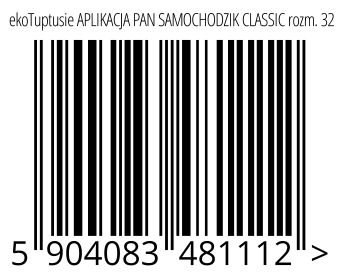 ekoTuptusie APLIKACJA PAN SAMOCHODZIK CLASSIC rozm. 32
5 904083 481112 >